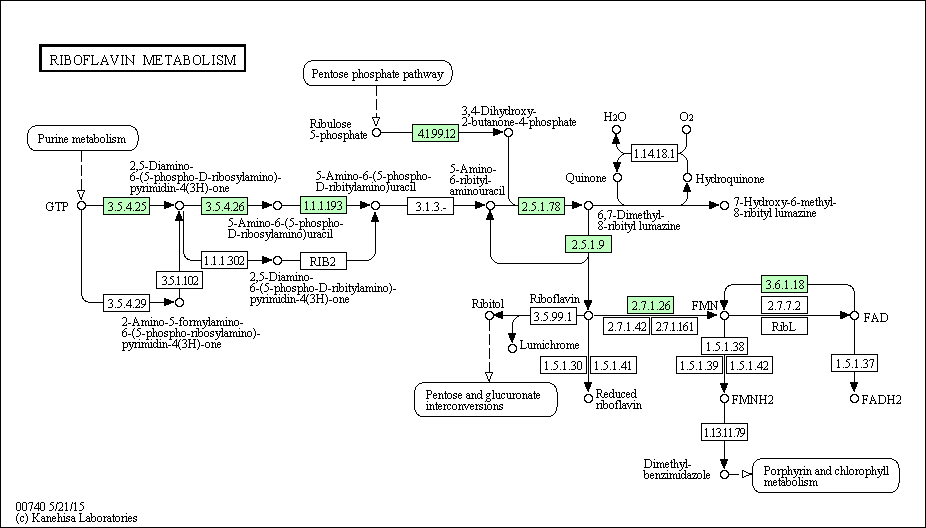 RIBOFLAVIN METABOLISM
Pentose phosphate pathway
Purine metabolism
Ribulose
5-phosphate
4.1.99.12
3,4-Dihydroxy-
2-butanone-4-phosphate
H2O
O2
1.14.18.1
Quinone
Hydroquinone
2,5-Diamino-
6-(5-phospho-D-ribosylamino)-
pyrimidin-4(3H)-one
5-Amino-6-(5-phospho-
D-ribitylamino)uracil
5-Amino-
6-ribityl-
aminouracil
GTP
3.5.4.25
3.5.4.26
1.1.1.193
3.1.3.-
2.5.1.78
7-Hydroxy-6-methyl-
8-ribityl lumazine
5-Amino-6-(5-phospho-
D-ribosylamino)uracil
6,7-Dimethyl-
8-ribityl lumazine
2.5.1.9
1.1.1.302
RIB2
3.5.1.102
2,5-Diamino-
6-(5-phospho-D-ribitylamino)-
pyrimidin-4(3H)-one
3.5.4.29
2-Amino-5-formylamino-
6-(5-phospho-ribosylamino)-
pyrimidin-4(3H)-one
Ribitol
Riboflavin
3.5.99.1
2.7.1.26
2.7.1.42
2.7.1.161
FMN
3.6.1.18
2.7.7.2
RibL
FAD
Lumichrome
1.5.1.30
1.5.1.41
1.5.1.38
1.5.1.39
1.5.1.42
1.5.1.37
Pentose and glucuronate
interconversions
Reduced
riboflavin
FMNH2
FADH2
1.13.11.79
Dimethyl-
benzimidazole
Porphyrin and chlorophyll
metabolism
00740 5/21/15
(c) Kanehisa Laboratories